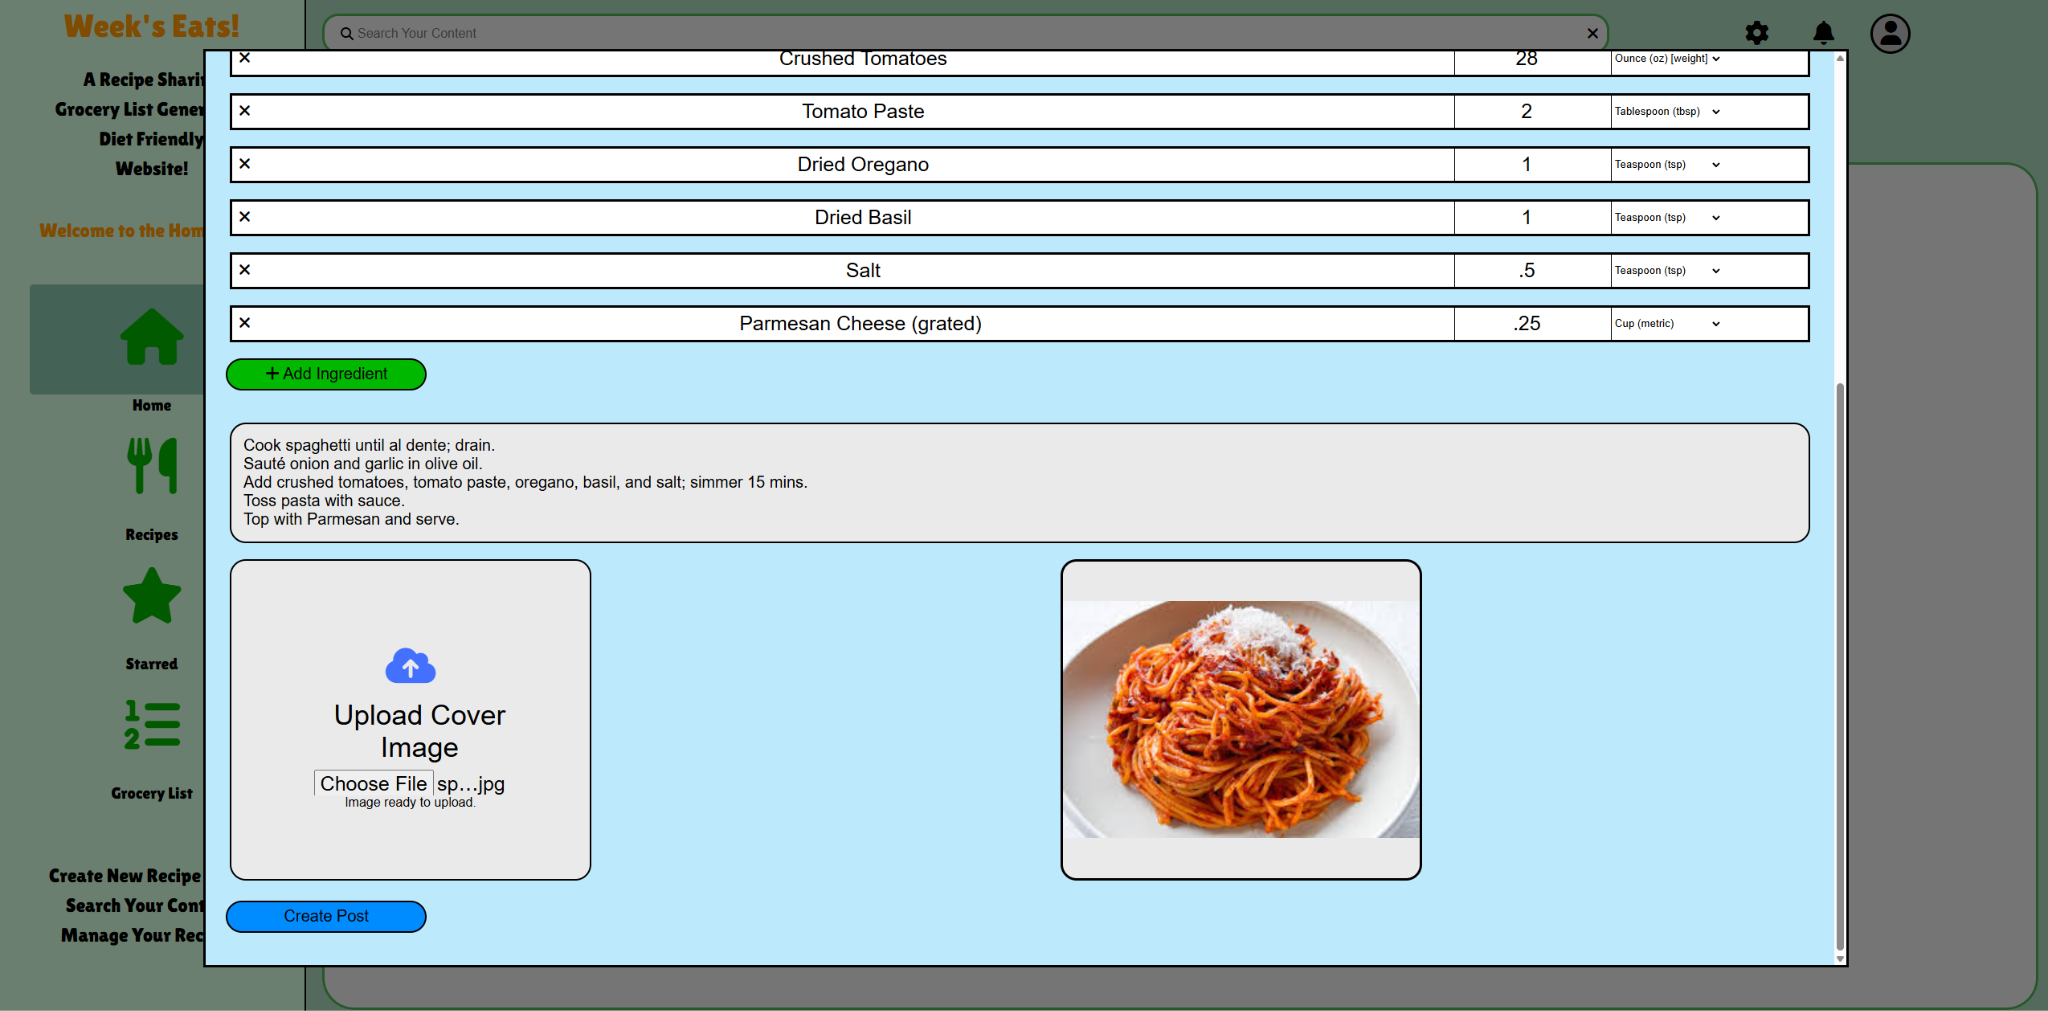 Week's Eats!
Search Your Content
A Recipe Shari
Grocery List Gener
Diet Friendly
Website!
Welcome to the Hom
Home
Recipes
Starred
1
2
Grocery List
Create New Recipe
Search Your Cont
Manage Your Rec
Crushed Tomatoes 28 Ounce (oz) [weight]
Tomato Paste 2 Tablespoon (tbsp)
Dried Oregano 1 Teaspoon (tsp)
Dried Basil 1 Teaspoon (tsp)
Salt .5 Teaspoon (tsp)
Parmesan Cheese (grated) .25 Cup (metric)
+ Add Ingredient
Cook spaghetti until al dente; drain.
Sauté onion and garlic in olive oil.
Add crushed tomatoes, tomato paste, oregano, basil, and salt; simmer 15 mins.
Toss pasta with sauce.
Top with Parmesan and serve.
Upload Cover
Image
Choose File sp...jpg
Image ready to upload.
Create Post